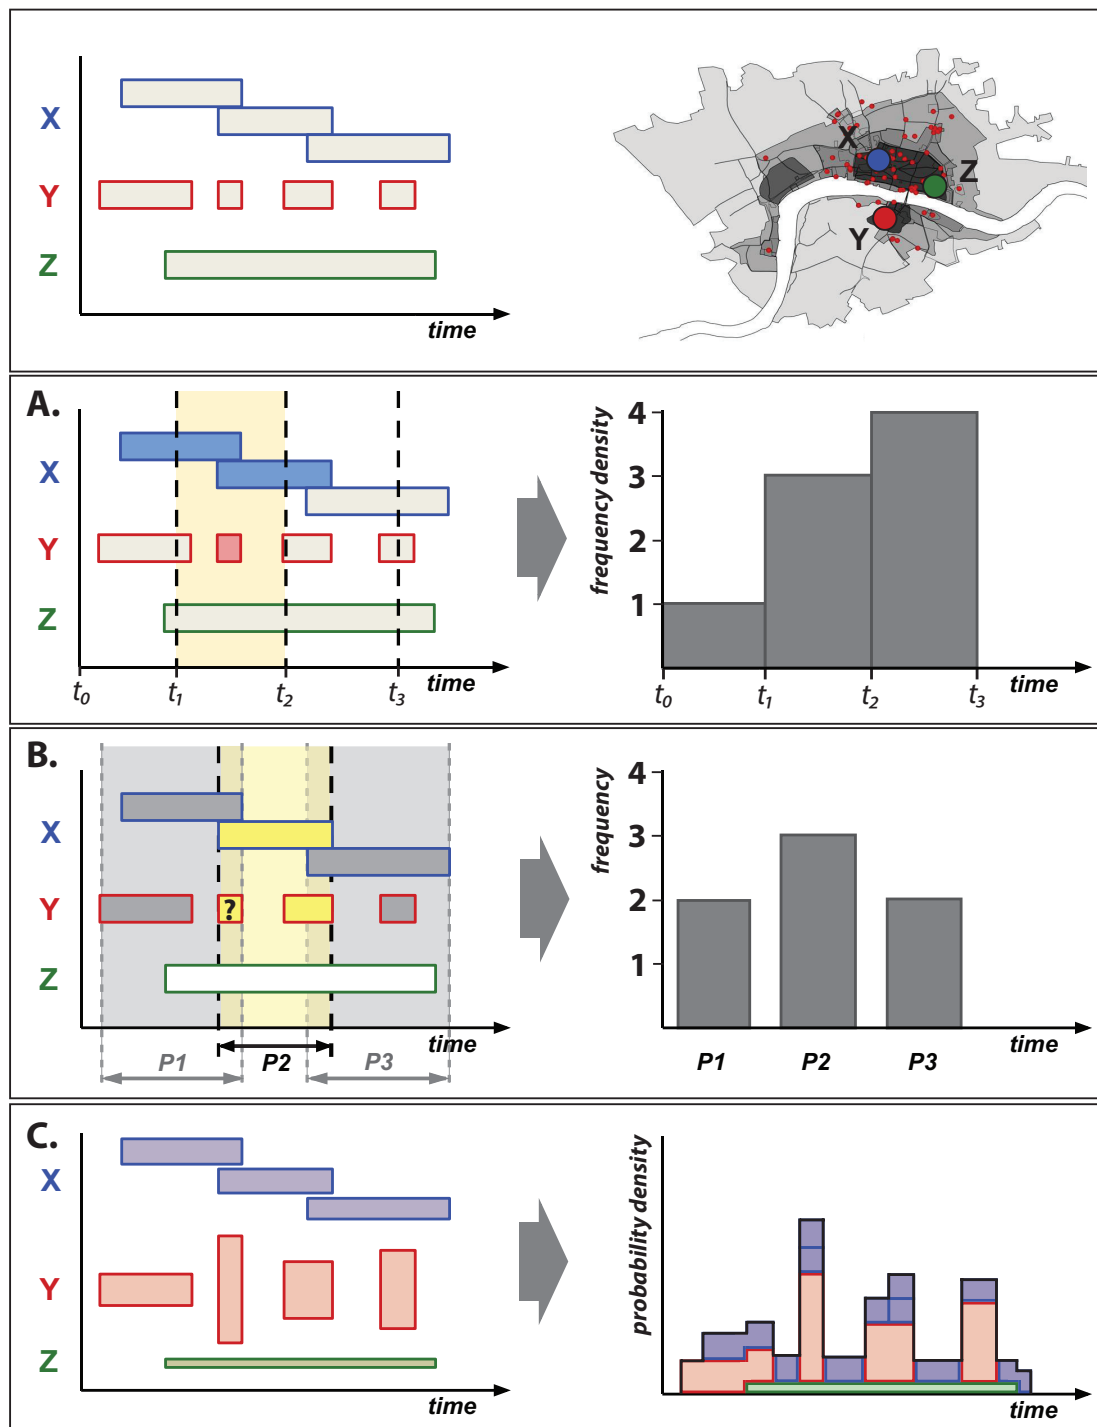 X
Y
Z
time
X
Z
Y
A.
X
Y
Z
t0
t1
t2
t3
time
frequency density
4
3
2
1
t0
t1
t2
t3
time
B.
X
Y
?
Z
time
P1
P2
P3
frequency
4
3
2
1
time
P1
P2
P3
C.
X
Y
Z
time
probability density
time